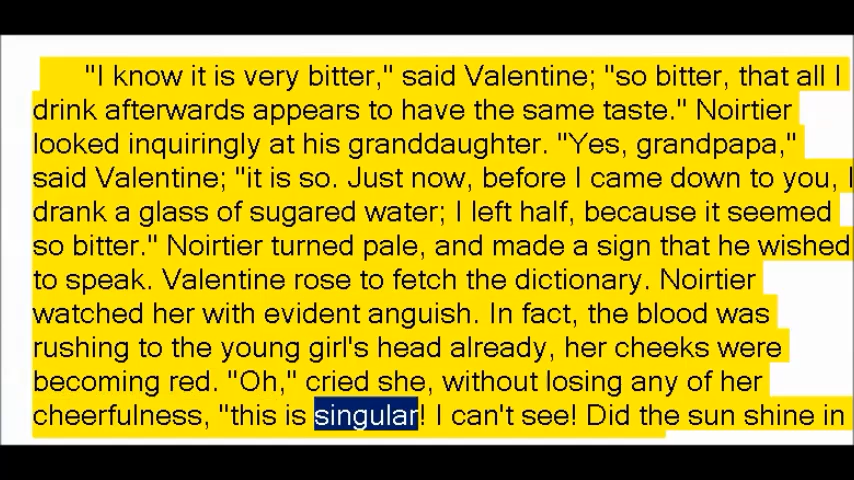 "I know it is very bitter," said Valentine; "so bitter, that all I
drink afterwards appears to have the same taste." Noirtier
looked inquiringly at his granddaughter. "Yes, grandpapa,"
said Valentine; "it is so. Just now, before I came down to you, I
drank a glass of sugared water; I left half, because it seemed
so bitter." Noirtier turned pale, and made a sign that he wished
to speak. Valentine rose to fetch the dictionary. Noirtier
watched her with evident anguish. In fact, the blood was
rushing to the young girl's head already, her cheeks were
becoming red. "Oh," cried she, without losing any of her
cheerfulness, "this is singular! I can't see! Did the sun shine in